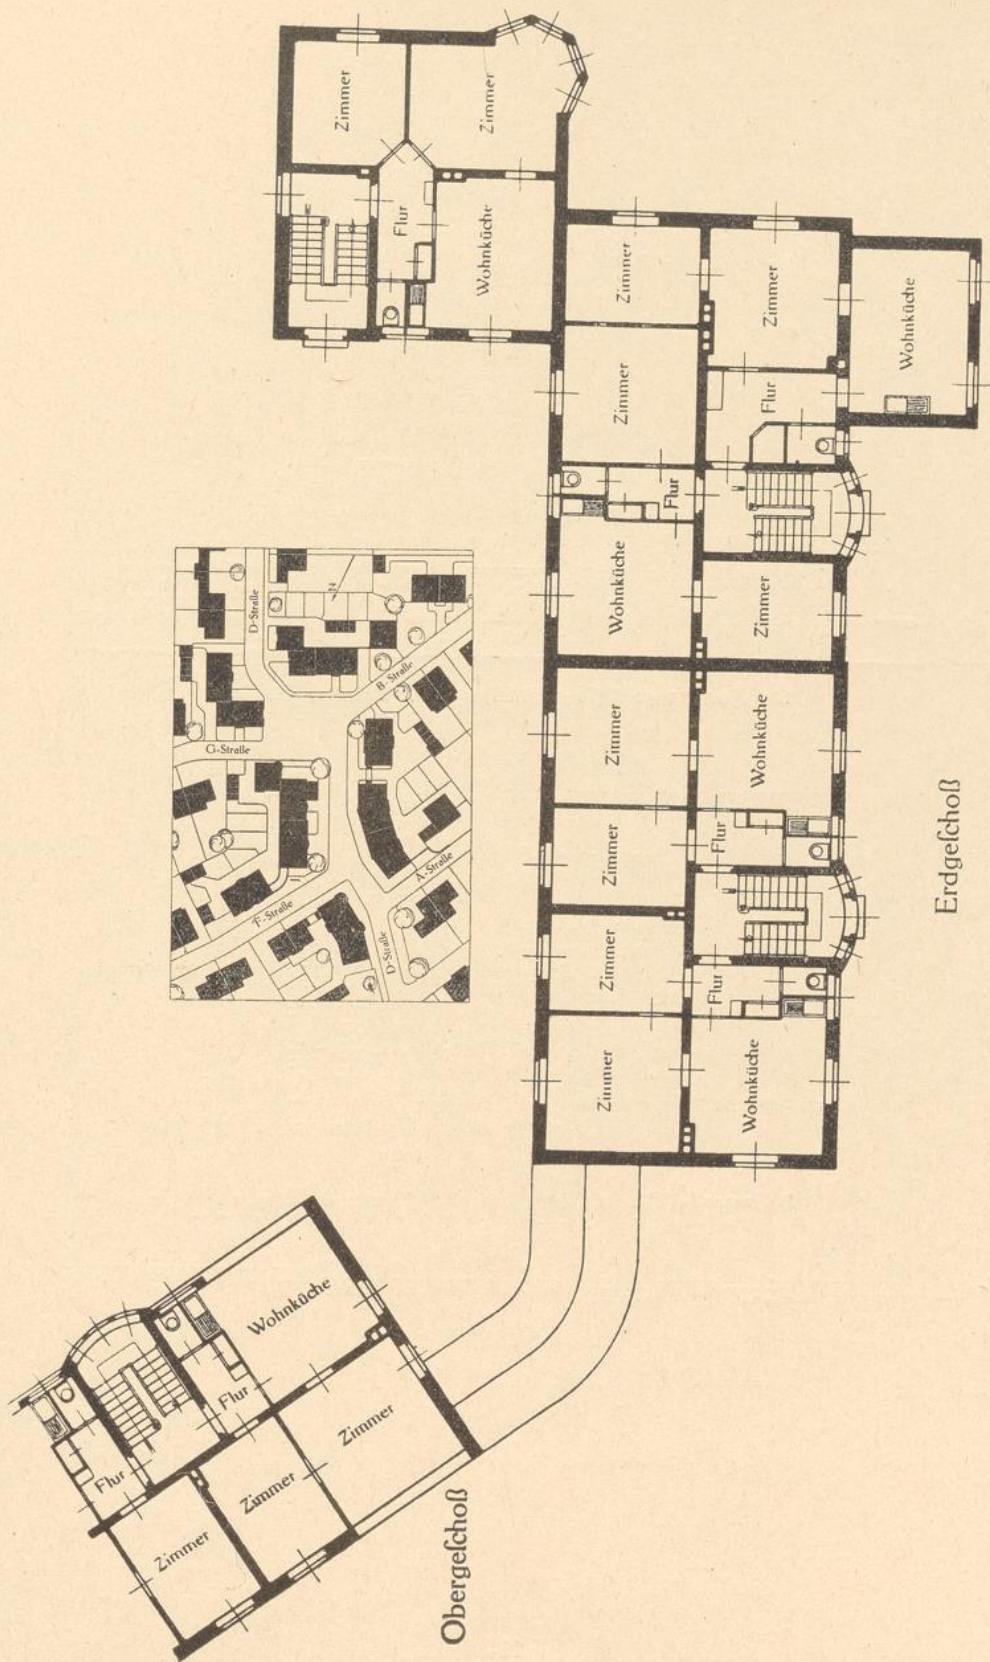 Zimmer
Zimmer
Flur
Wohnküche
Zimmer
Zimmer
Wohnküche
Zimmer
Flur
Flur
Wohnküche
Zimmer
Zimmer
Wohnküche
Zimmer
Flur
Zimmer
Flur
Zimmer
Wohnküche
Erdgeſchoß
D-Straße
N
B-Straße
G-Straße
A-Straße
F-Straße
D-Straße
Wohnküche
Flur
Zimmer
Flur
Zimmer
Zimmer
Obergeſchoß